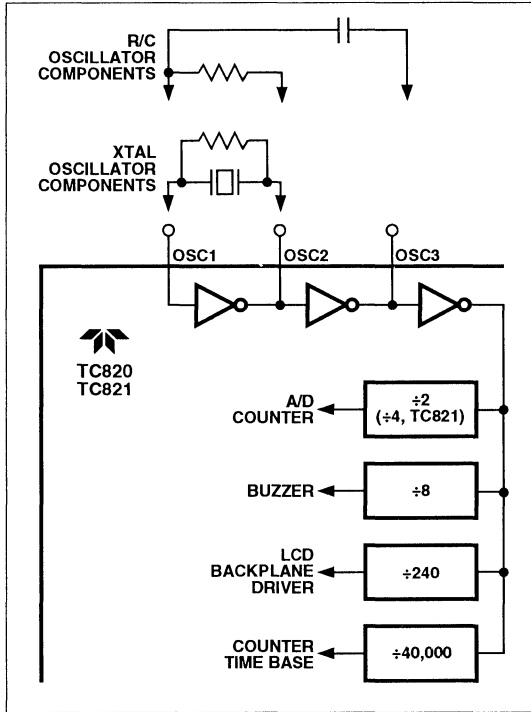 R/C
OSCILLATOR
COMPONENTS
XTAL
OSCILLATOR
COMPONENTS
OSC1
OSC2
OSC3
TC820
TC821
A/D
COUNTER
÷2
(÷4, TC821)
BUZZER
÷8
LCD
BACKPLANE
DRIVER
÷240
COUNTER
TIME BASE
÷40,000